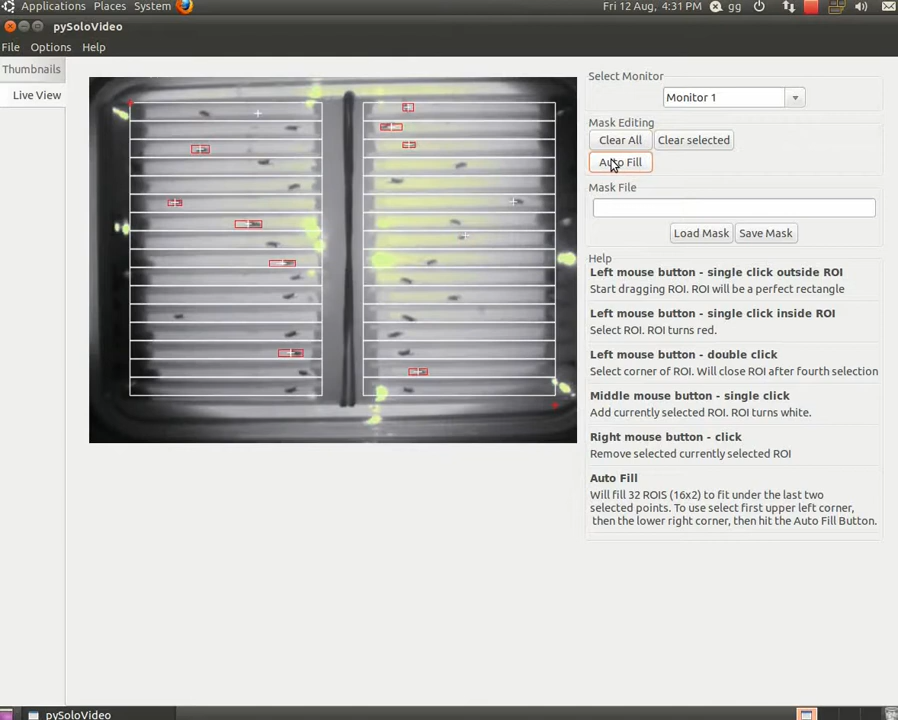 Applications Places System Fri 12 Aug, 4:31 PM gg
pySoloVideo
File Options Help
Thumbnails
Live View
Select Monitor
Monitor 1
Mask Editing
Clear All Clear selected
Auto Fill
Mask File
Load Mask Save Mask
Help
Left mouse button - single click outside ROI
Start dragging ROI. ROI will be a perfect rectangle
Left mouse button - single click inside ROI
Select ROI. ROI turns red.
Left mouse button - double click
Select corner of ROI. Will close ROI after fourth selection
Middle mouse button - single click
Add currently selected ROI. ROI turns white.
Right mouse button - click
Remove selected currently selected ROI
Auto Fill
Will fill 32 ROIS (16x2) to fit under the last two
selected points. To use select first upper left corner,
then the lower right corner, then hit the Auto Fill Button.
pySoloVideo